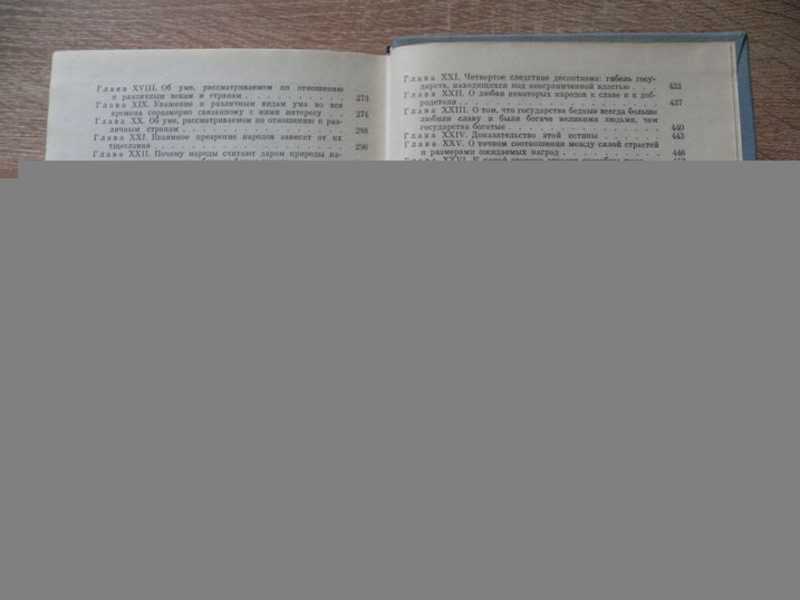 Глава XVIII. Об уме, рассматриваемом по отношению
к различным векам и странам . . . . . . . . . . 273
Глава XIX. Уважение к различным видам ума во все
времена соразмерно связанному с ними интересу . . . 274
Глава XX. Об уме, рассматриваемом по отношению к раз-
личным странам . . . . . . . . . . . . . . . . 288
Глава XXI. Взаимное презрение народов зависит от их
тщеславия . . . . . . . . . . . . . . . . . . 296
Глава XXII. Почему народы считают даром природы ка-
Глава XXI. Четвертое следствие деспотизма: гибель госу-
дарств, находящихся под неограниченной властью . . 433
Глава XXII. О любви некоторых народов к славе и к доб-
родетели . . . . . . . . . . . . . . . . . . . 437
Глава XXIII. О том, что государства бедные всегда больше
любили славу и были богаче великими людьми, чем
государства богатые . . . . . . . . . . . . . . 440
Глава XXIV. Доказательство этой истины . . . . . 443
Глава XXV. О точном соотношении между силой страстей
и размерами ожидаемых наград . . . . . . . . . . 446
Глава XXVI.